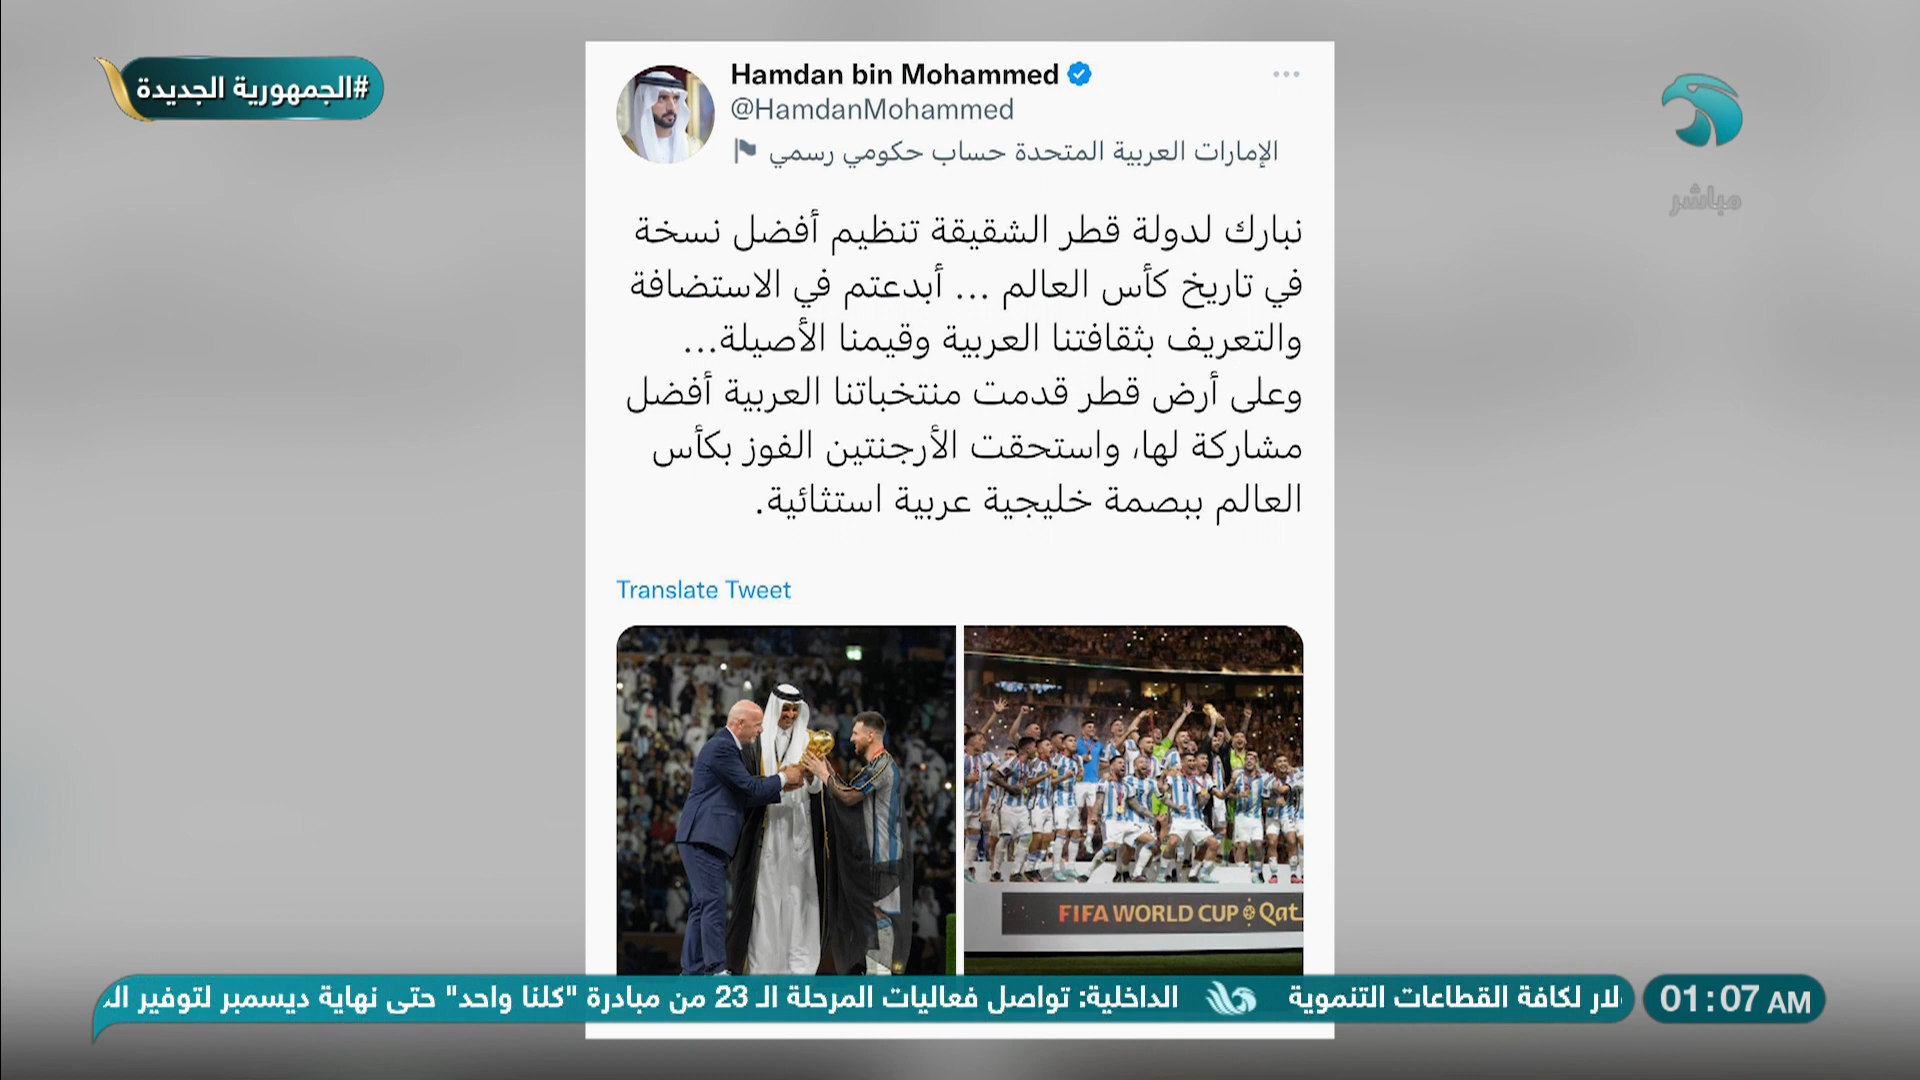 #الجمهورية الجديدة
Hamdan bin Mohammed
@HamdanMohammed
الإمارات العربية المتحدة حساب حكومي رسمي
مباشر
نبارك لدولة قطر الشقيقة تنظيم أفضل نسخة
في تاريخ كأس العالم ... أبدعتم في الاستضافة
والتعريف بثقافتنا العربية وقيمنا الأصيلة...
وعلى أرض قطر قدمت منتخباتنا العربية أفضل
مشاركة لها، واستحقت الأرجنتين الفوز بكأس
العالم ببصمة خليجية عربية استثنائية.
Translate Tweet
FIFA WORLD CUP Qat
لار لكافة القطاعات التنموية
الداخلية: تواصل فعاليات المرحلة الـ 23 من مبادرة "كلنا واحد" حتى نهاية ديسمبر لتوفير ال
01:07 AM